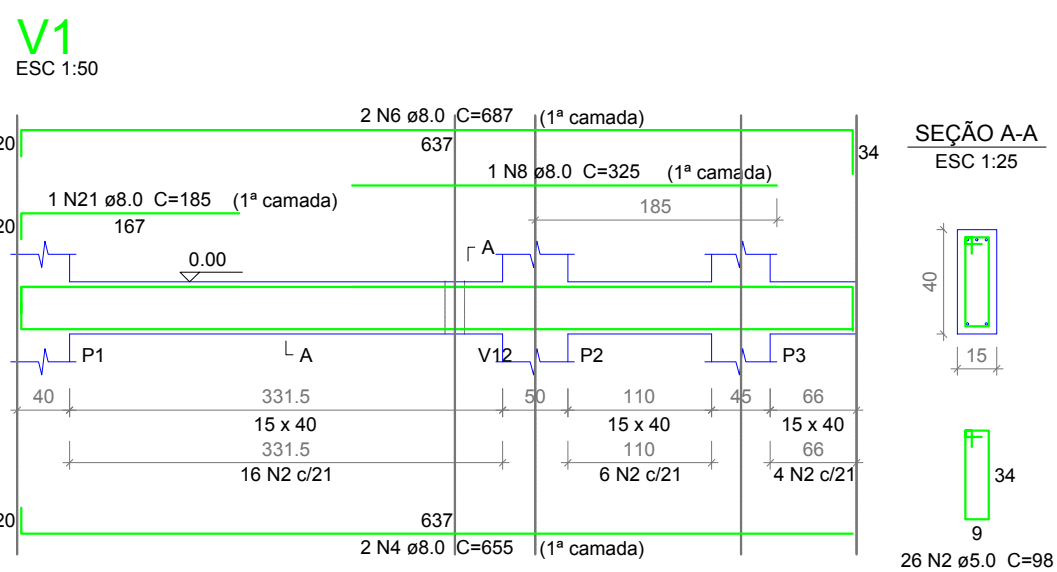 V1
ESC 1:50
2 N6 ø8.0 C=687 (1ª camada)
20
637
34
1 N8 ø8.0 C=325 (1ª camada)
1 N21 ø8.0 C=185 (1ª camada)
185
20
167
A
0.00
P1
A
V12
P2
P3
40 331.5 50 110 45 66
15 x 40 15 x 40 15 x 40
331.5 110 66
16 N2 c/21 6 N2 c/21 4 N2 c/21
20
637
2 N4 ø8.0 C=655 (1ª camada)
SEÇÃO A-A
ESC 1:25
40
15
34
9
26 N2 ø5.0 C=98